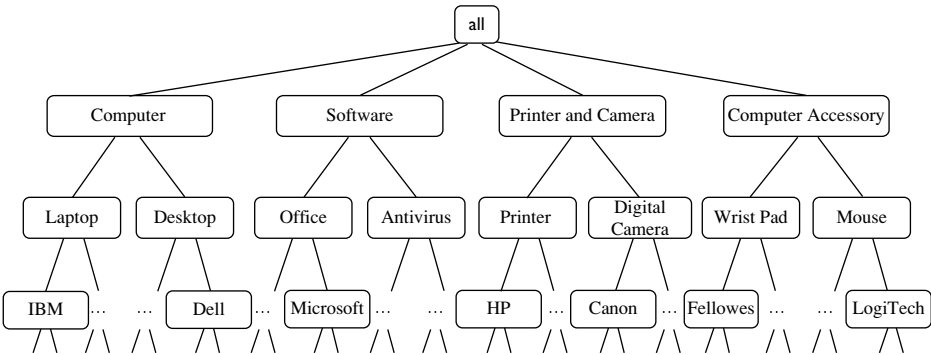 all
Computer Software Printer and Camera Computer Accessory
Laptop Desktop Office Antivirus Printer Digital Camera Wrist Pad Mouse
IBM ... ... Dell ... Microsoft ... ... HP ... Canon ... Fellowes ... ... LogiTech